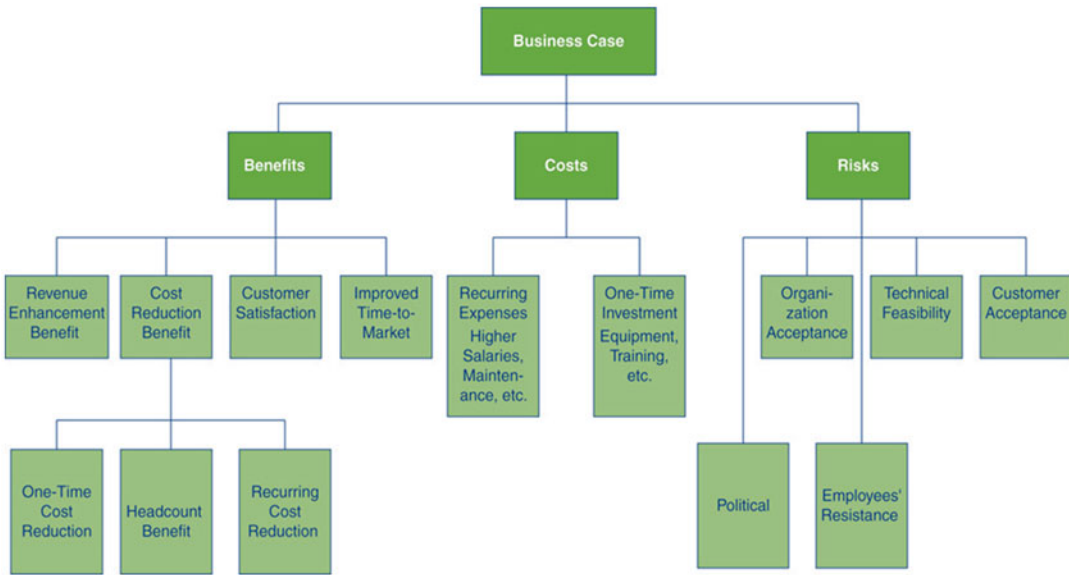 Business Case
Benefits
Costs
Risks
Revenue
Enhancement
Benefit
Cost
Reduction
Benefit
Customer
Satisfaction
Improved
Time-to-
Market
Recurring
Expenses
Higher
Salaries,
Mainten-
ance, etc.
One-Time
Investment
Equipment,
Training,
etc.
Organi-
zation
Acceptance
Technical
Feasibility
Customer
Acceptance
One-Time
Cost
Reduction
Headcount
Benefit
Recurring
Cost
Reduction
Political
Employees'
Resistance